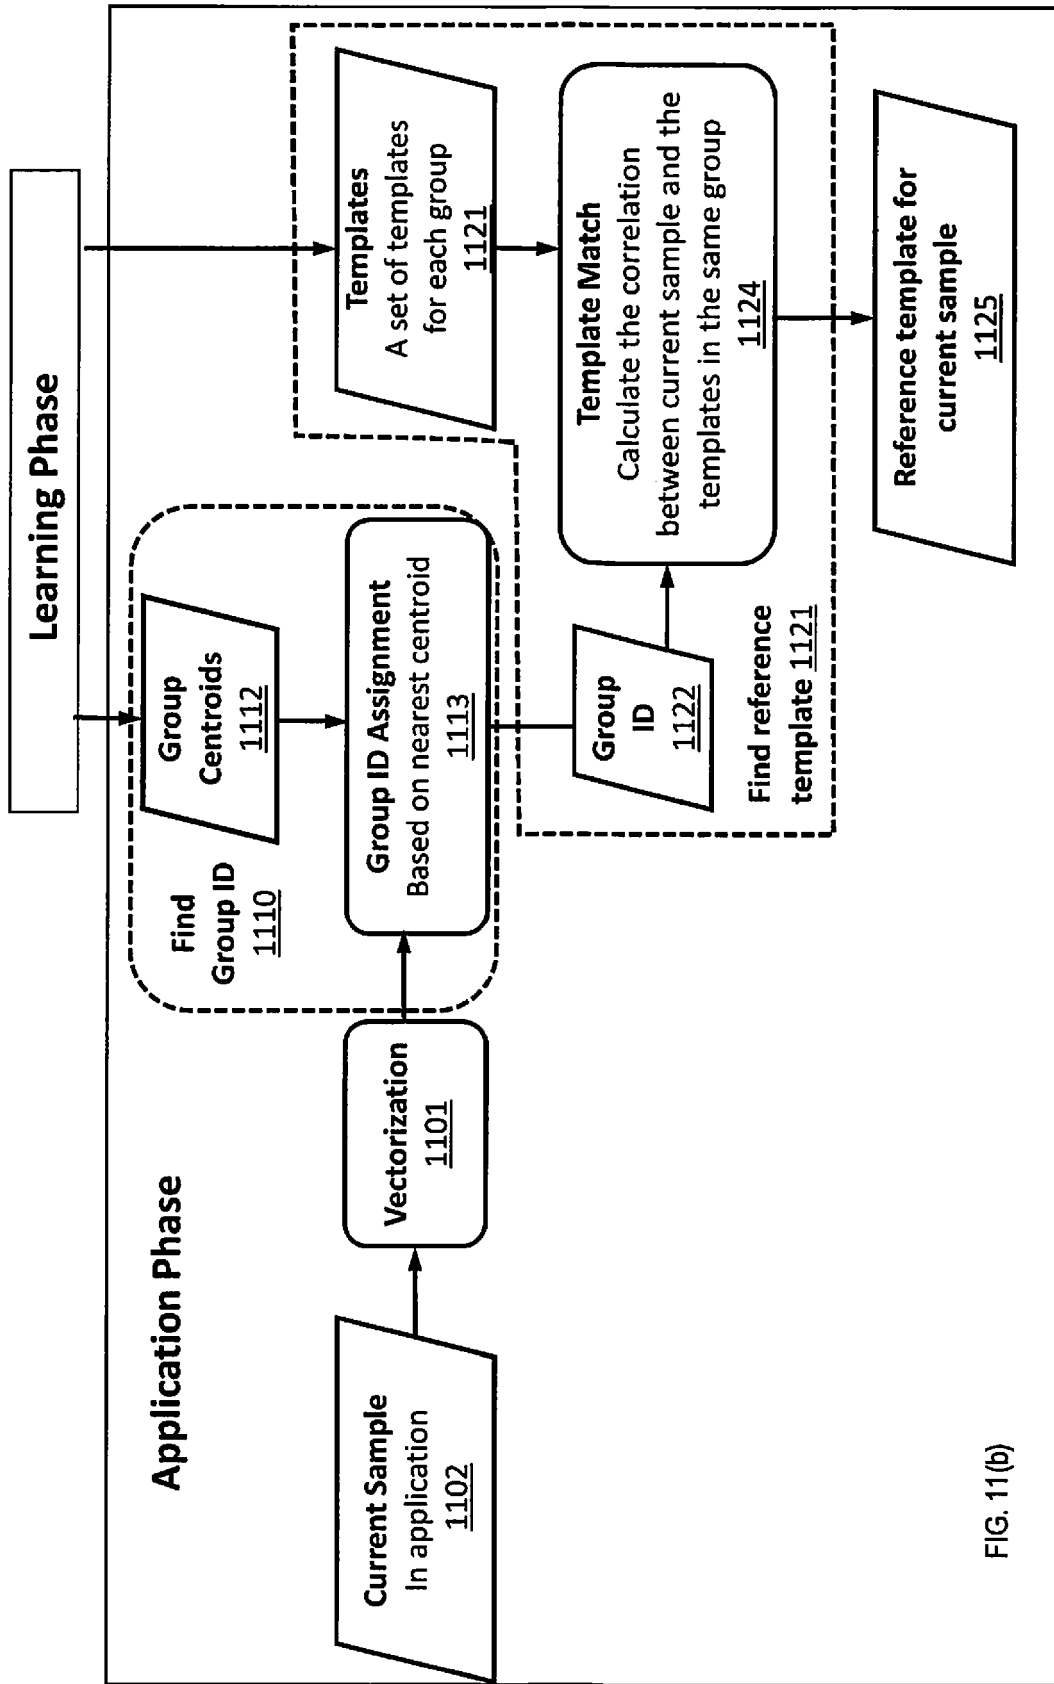 Learning Phase
Application Phase
Find
Group ID
1110
Group
Centroids
1112
Templates
A set of templates
for each group
1121
Current Sample
In application
1102
Vectorization
1101
Group ID Assignment
Based on nearest centroid
1113
Group
ID
1122
Template Match
Calculate the correlation
between current sample and the
templates in the same group
1124
Find reference
template 1121
Reference template for
current sample
1125
FIG. 11(b)